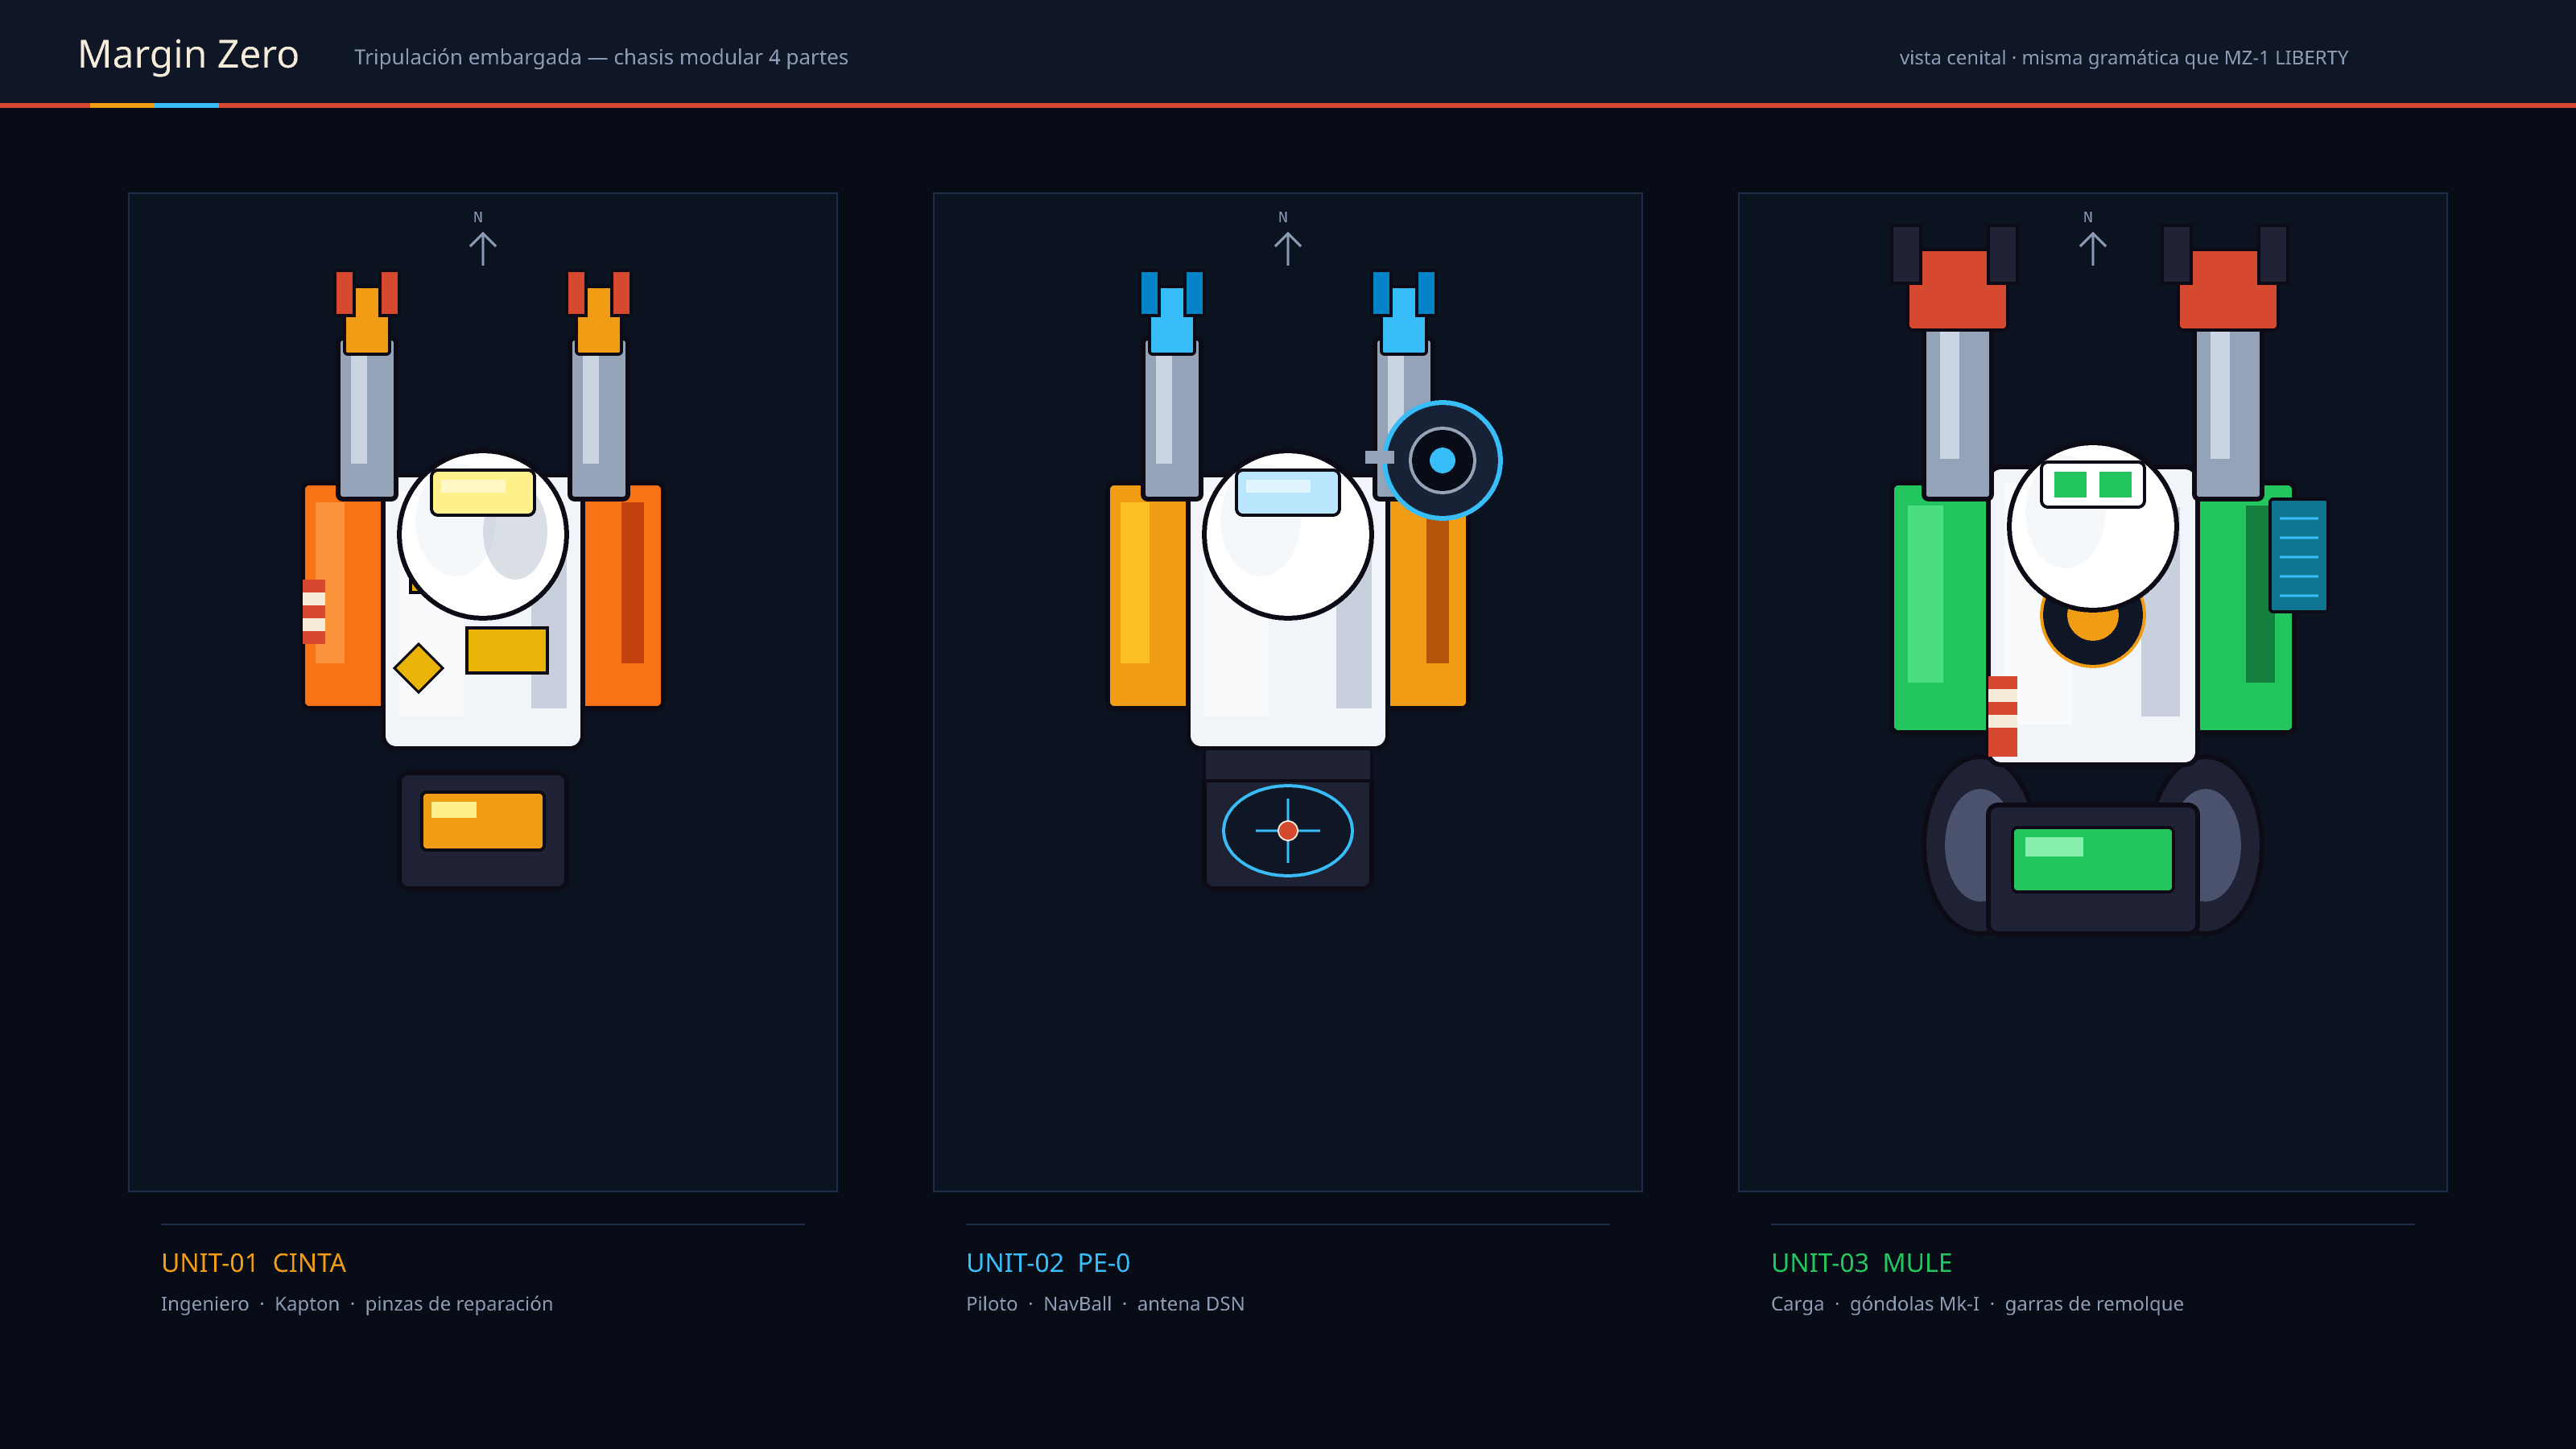 Margin Zero
Tripulación embargada — chasis modular 4 partes
vista cenital · misma gramática que MZ-1 LIBERTY
N
N
N
UNIT-01 CINTA
Ingeniero · Kapton · pinzas de reparación
UNIT-02 PE-0
Piloto · NavBall · antena DSN
UNIT-03 MULE
Carga · góndolas Mk-I · garras de remolque